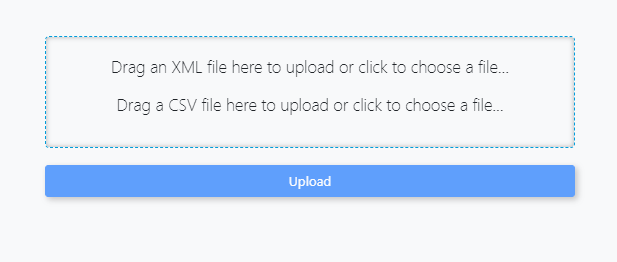 Drag an XML file here to upload or click to choose a file...
Drag a CSV file here to upload or click to choose a file...
Upload